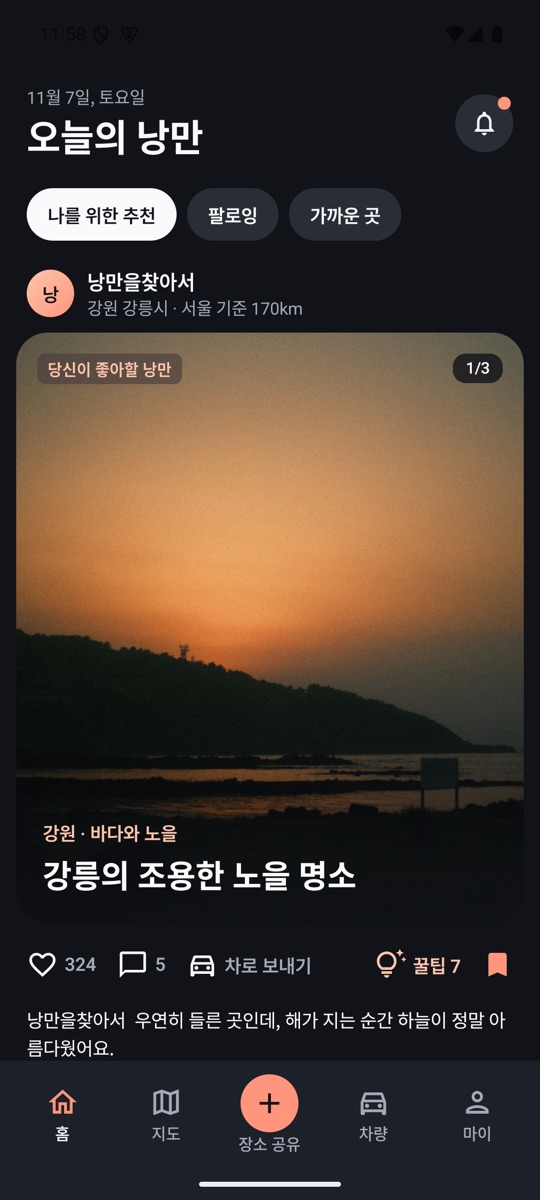 11:58
11월 7일, 토요일
오늘의 낭만
나를 위한 추천 팔로잉 가까운 곳
낭 낭만을찾아서
강원 강릉시 · 서울 기준 170km
당신이 좋아할 낭만 1/3
강원 · 바다와 노을
강릉의 조용한 노을 명소
324 5 차로 보내기 꿀팁 7
낭만을찾아서 우연히 들른 곳인데, 해가 지는 순간 하늘이 정말 아
름다웠어요.
홈 지도 장소 공유 차량 마이